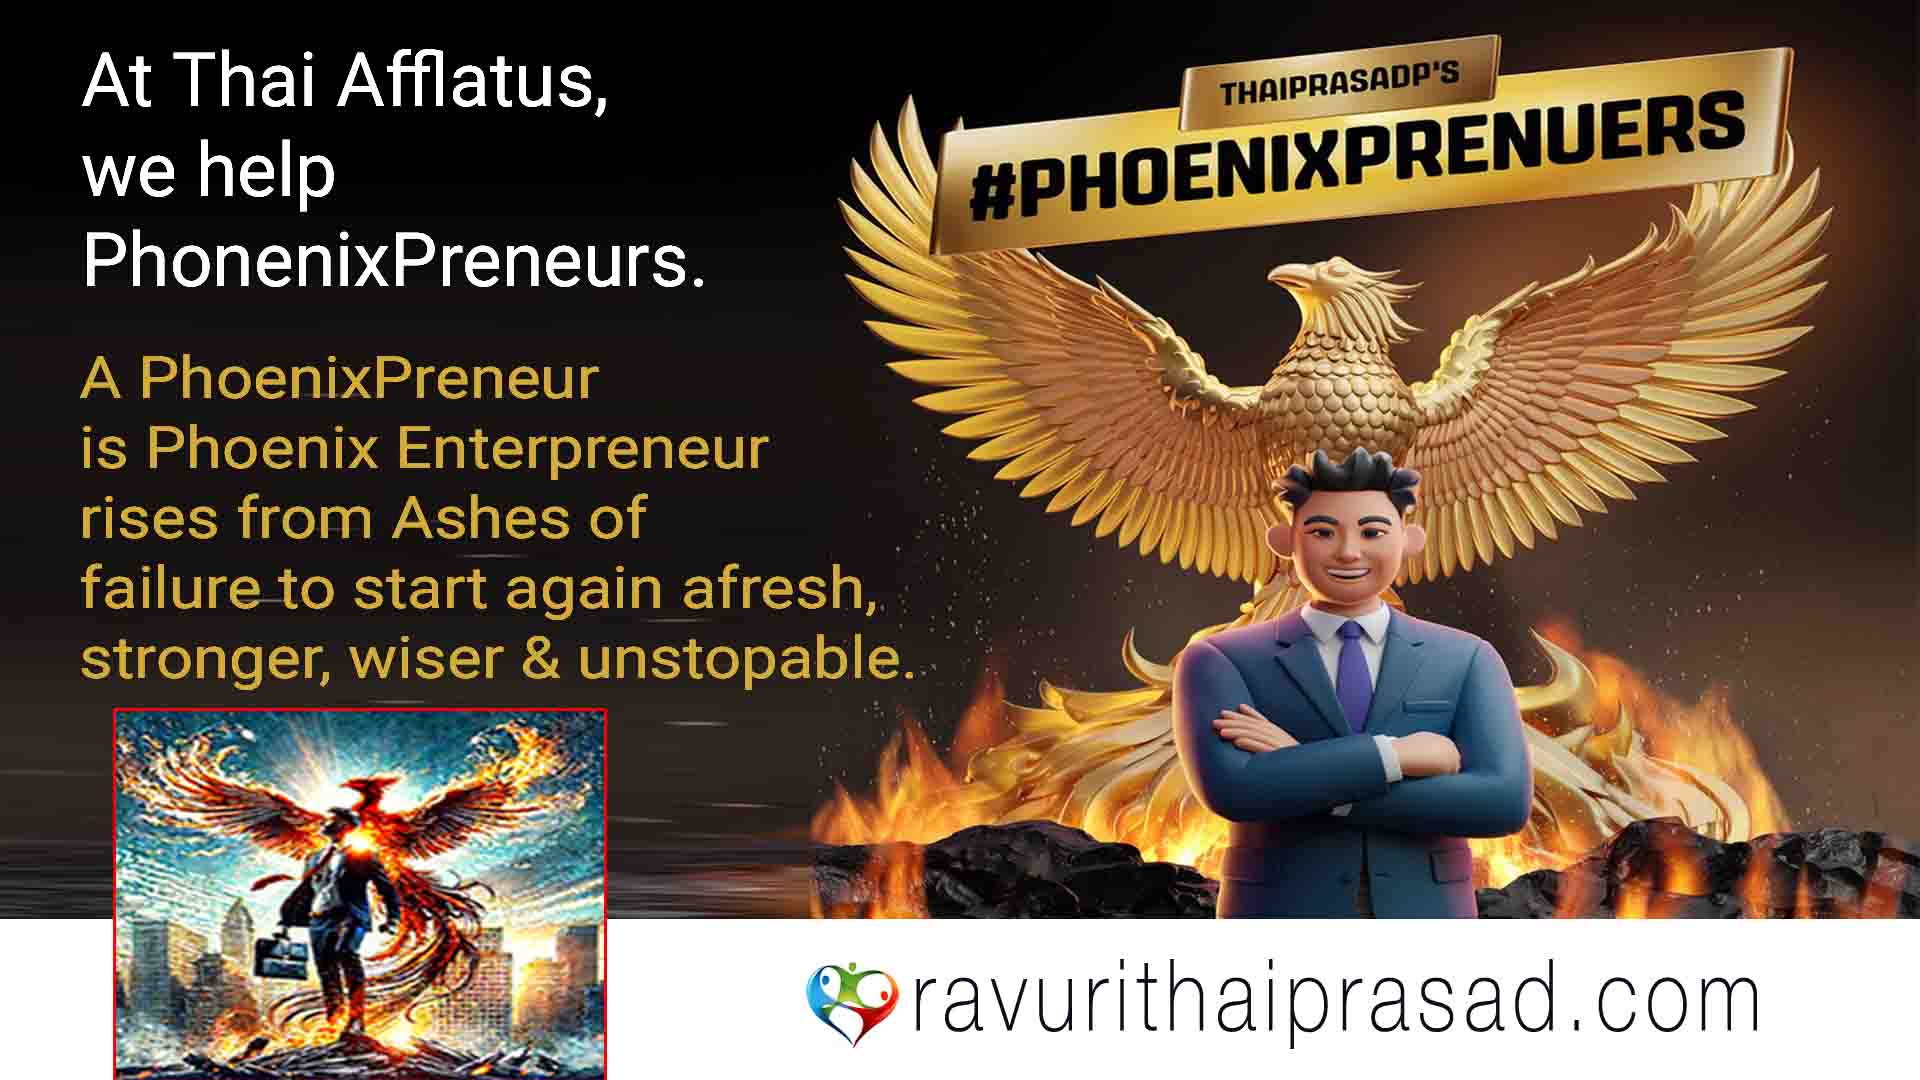 At Thai Afflatus,
we help
PhonenixPreneurs.
A PhoenixPreneur
is Phoenix Enterpreneur
rises from Ashes of
failure to start again afresh,
stronger, wiser & unstopable.
THAIPRASADP'S
#PHOENIXPRENUERS
ravurithaiprasad.com